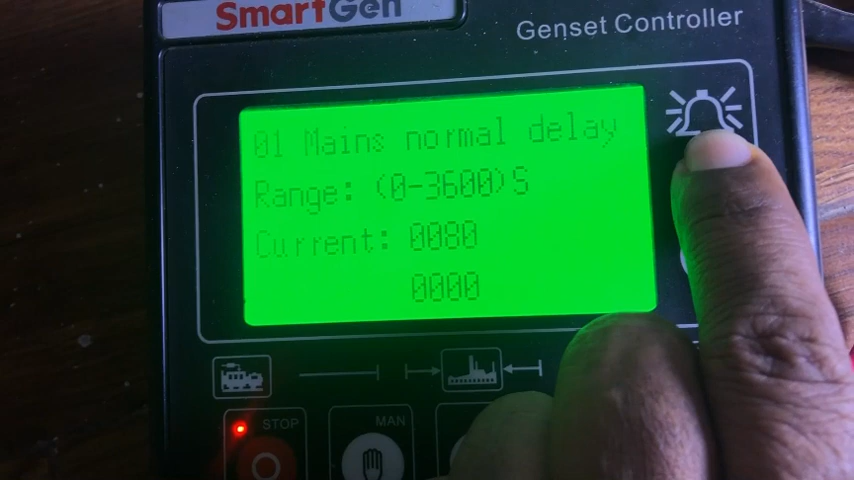 SmartGen
Genset Controller
01 Mains normal delay
Range: (0-3600)S
Current: 0080
0000
STOP
MAN